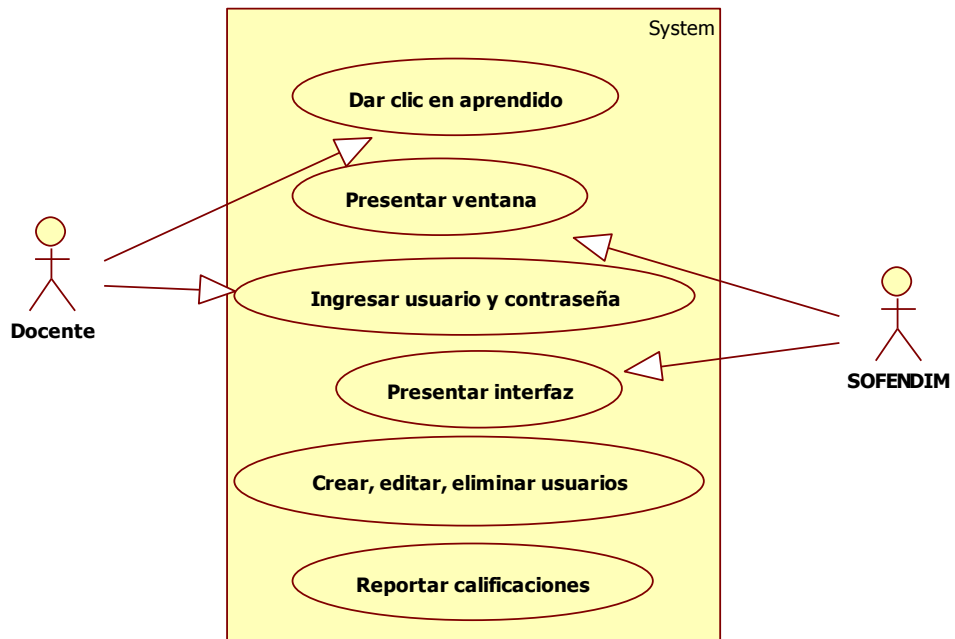 System
Dar clic en aprendido
Presentar ventana
Ingresar usuario y contraseña
Docente
Presentar interfaz
SOFENDIM
Crear, editar, eliminar usuarios
Reportar calificaciones